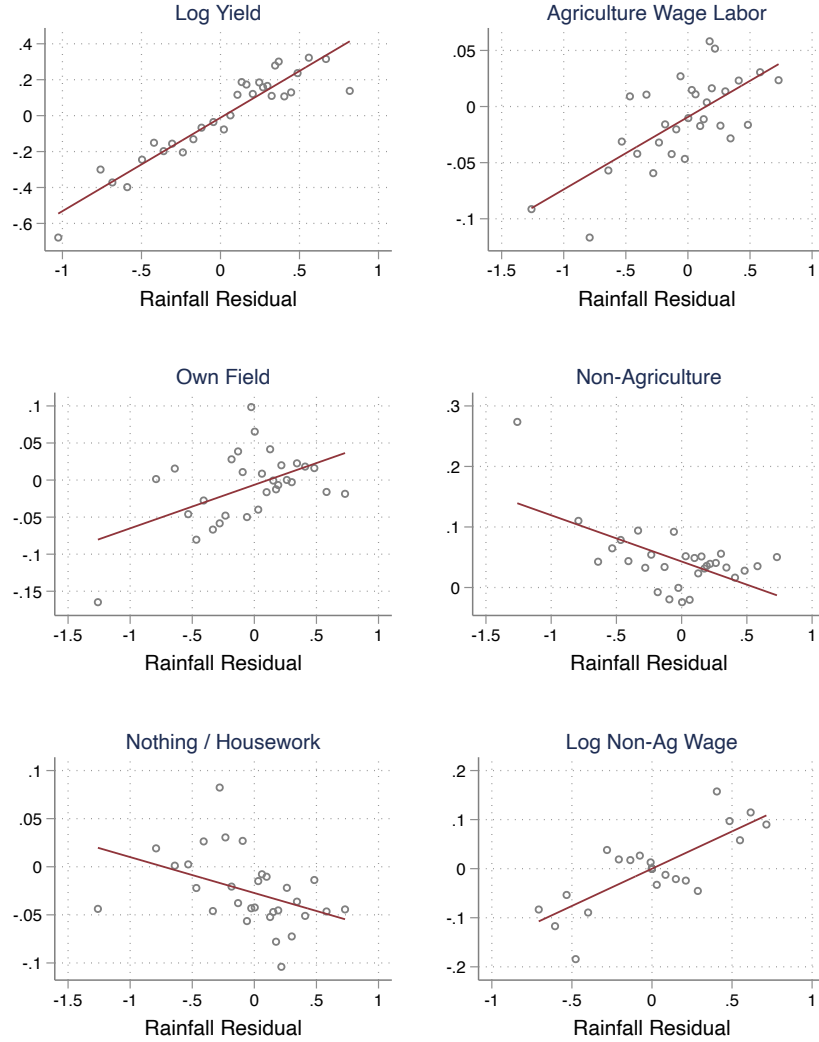 Log Yield
.4
.2
0
-.2
-.4
-.6
-1 -.5 0 .5 1
Rainfall Residual
Agriculture Wage Labor
.05
0
-.05
-.1
-1.5 -1 -.5 0 .5 1
Rainfall Residual
Own Field
.1
.05
0
-.05
-.1
-.15
-1.5 -1 -.5 0 .5 1
Rainfall Residual
Non-Agriculture
.3
.2
.1
0
-1.5 -1 -.5 0 .5 1
Rainfall Residual
Nothing / Housework
.1
.05
0
-.05
-.1
-1.5 -1 -.5 0 .5 1
Rainfall Residual
Log Non-Ag Wage
.2
.1
0
-.1
-.2
-1 -.5 0 .5 1
Rainfall Residual